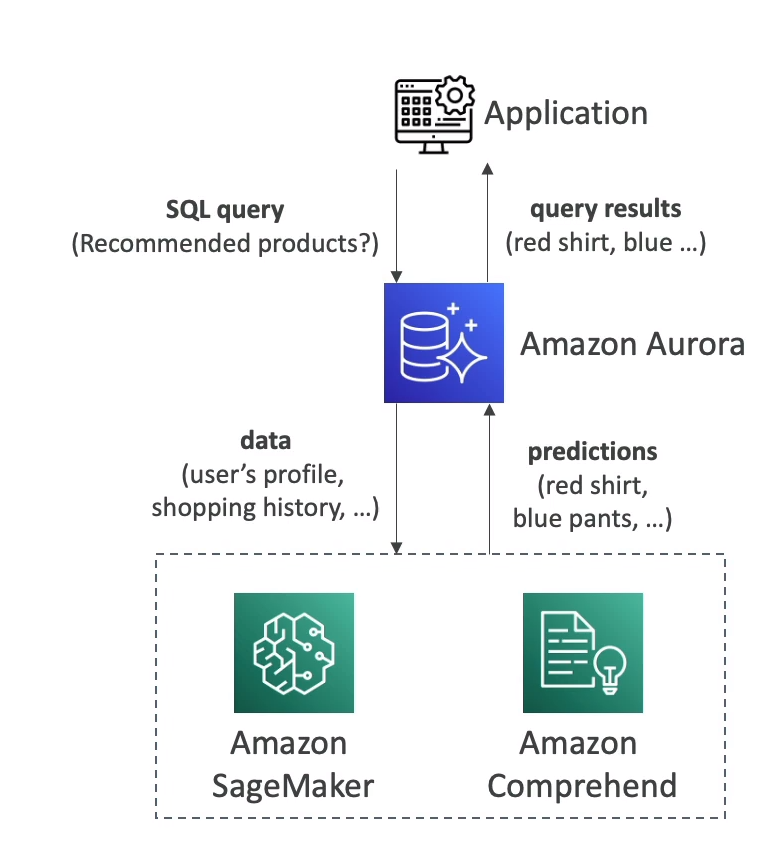 Application
SQL query
(Recommended products?)
query results
(red shirt, blue …)
Amazon Aurora
data
(user’s profile,
shopping history, …)
predictions
(red shirt,
blue pants, …)
Amazon
SageMaker
Amazon
Comprehend